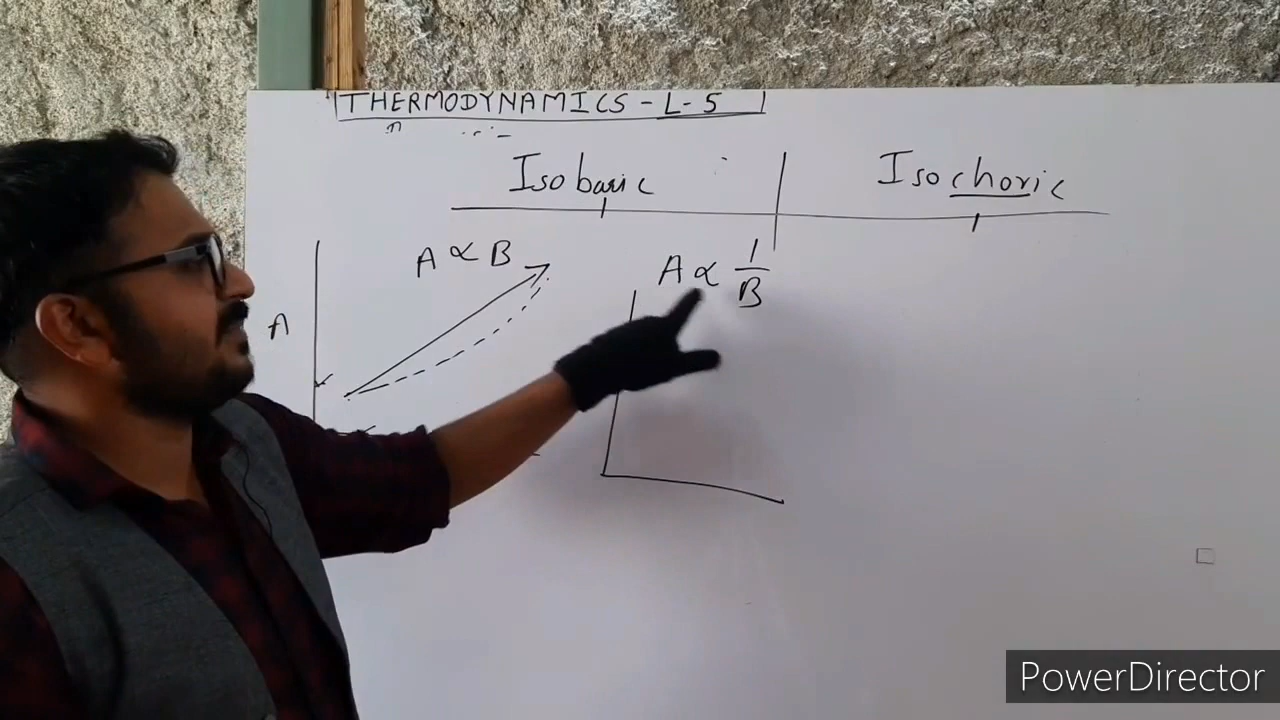 THERMODYNAMICS - L-5
Isobaric
Isochoric
A ∝ B
A ∝ 1/B
A
PowerDirector